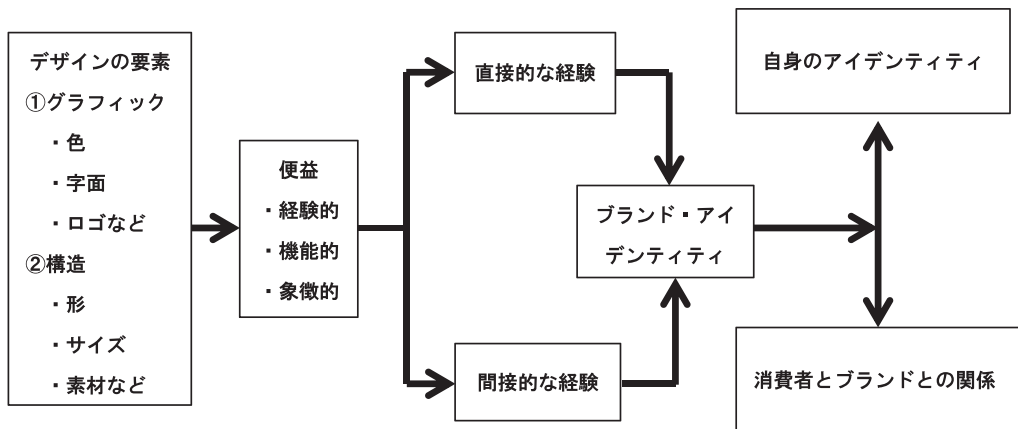 デザインの要素
①グラフィック
・色
・字面
・ロゴなど
②構造
・形
・サイズ
・素材など
便益
・経験的
・機能的
・象徴的
直接的な経験
間接的な経験
ブランド・アイ
デンティティ
自身のアイデンティティ
消費者とブランドとの関係